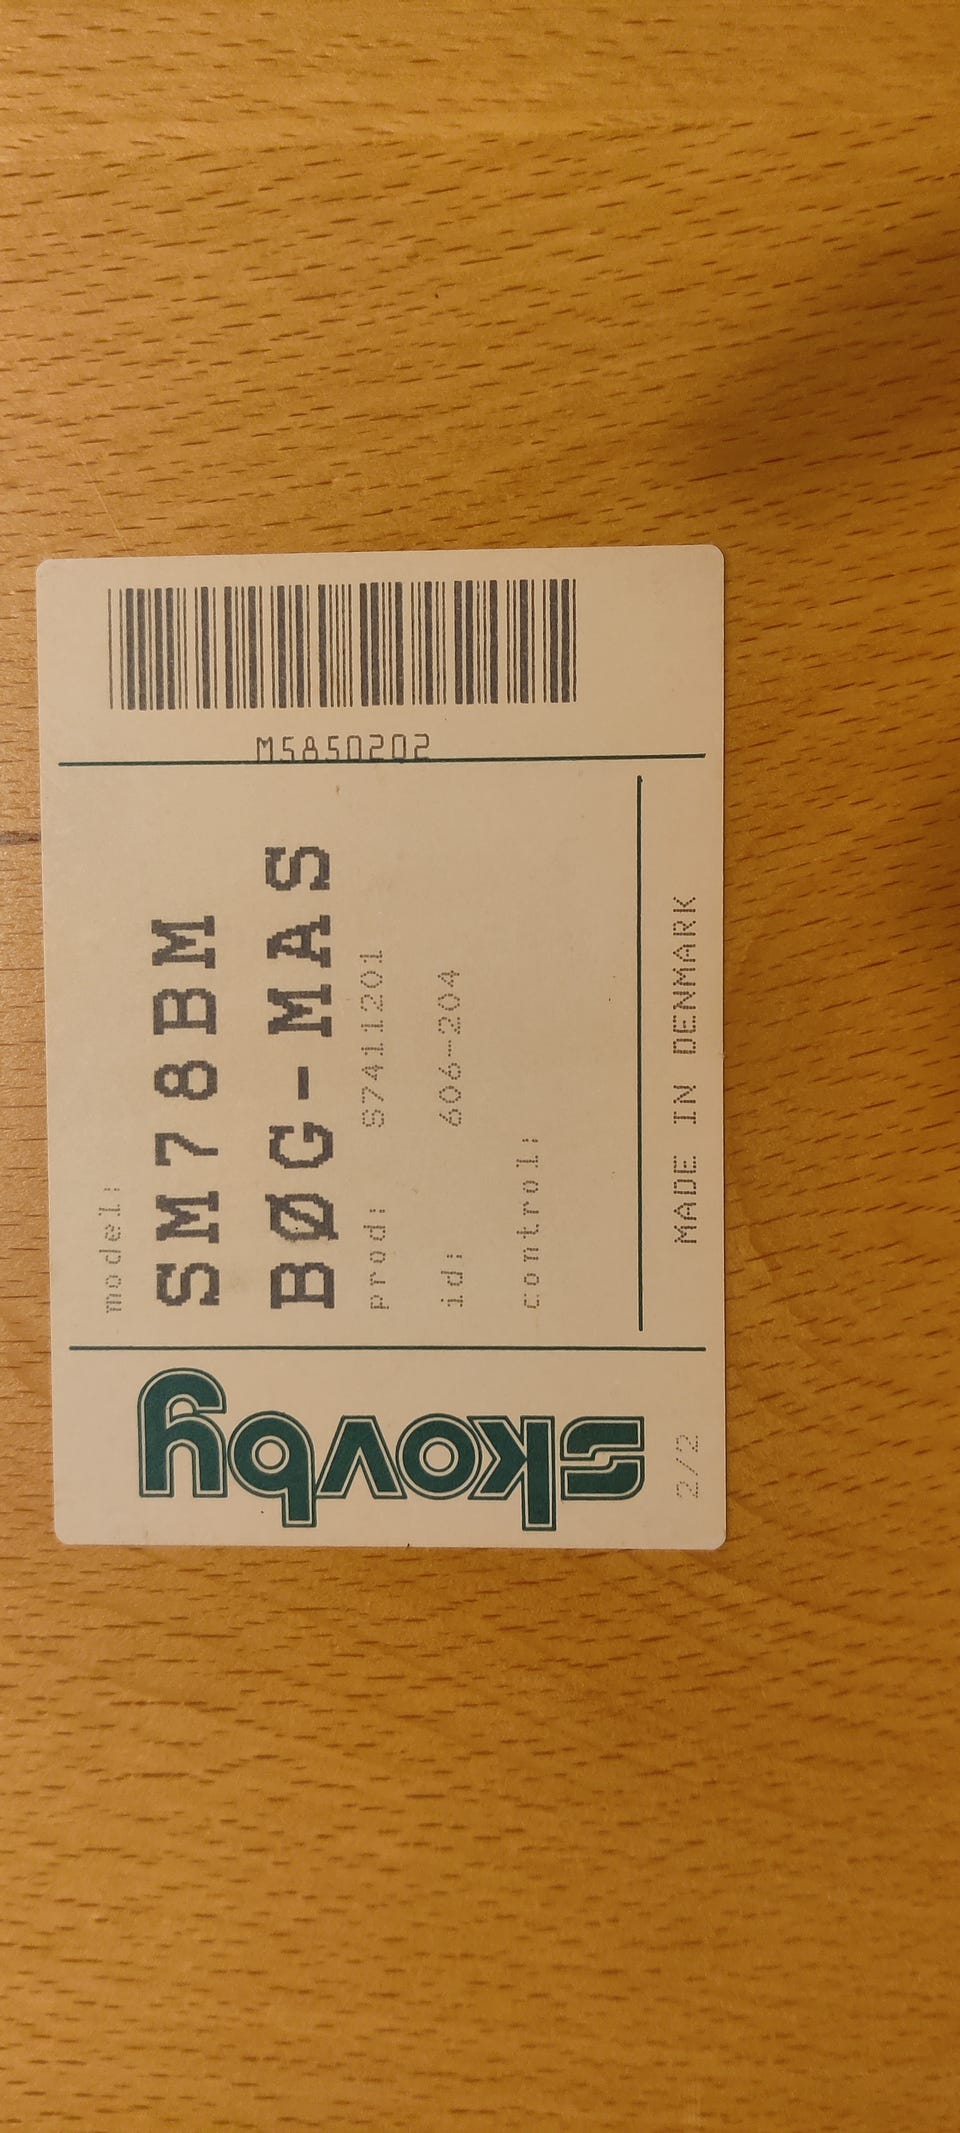 skovby
model:
SM78BM
BØG-MAS
prod: S7411201
id: 606-204
control:
MADE IN DENMARK
2/2
M5850202